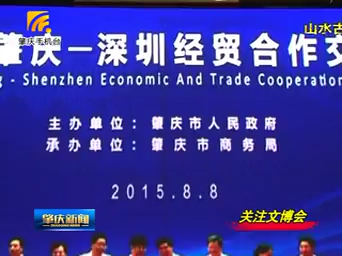 肇庆手机台
山水古
肇庆—深圳经贸合作交
g - Shenzhen Economic And Trade Cooperation
主办单位：肇庆市人民政府
承办单位：肇庆市商务局
2015.8.8
肇庆新闻
关注文博会